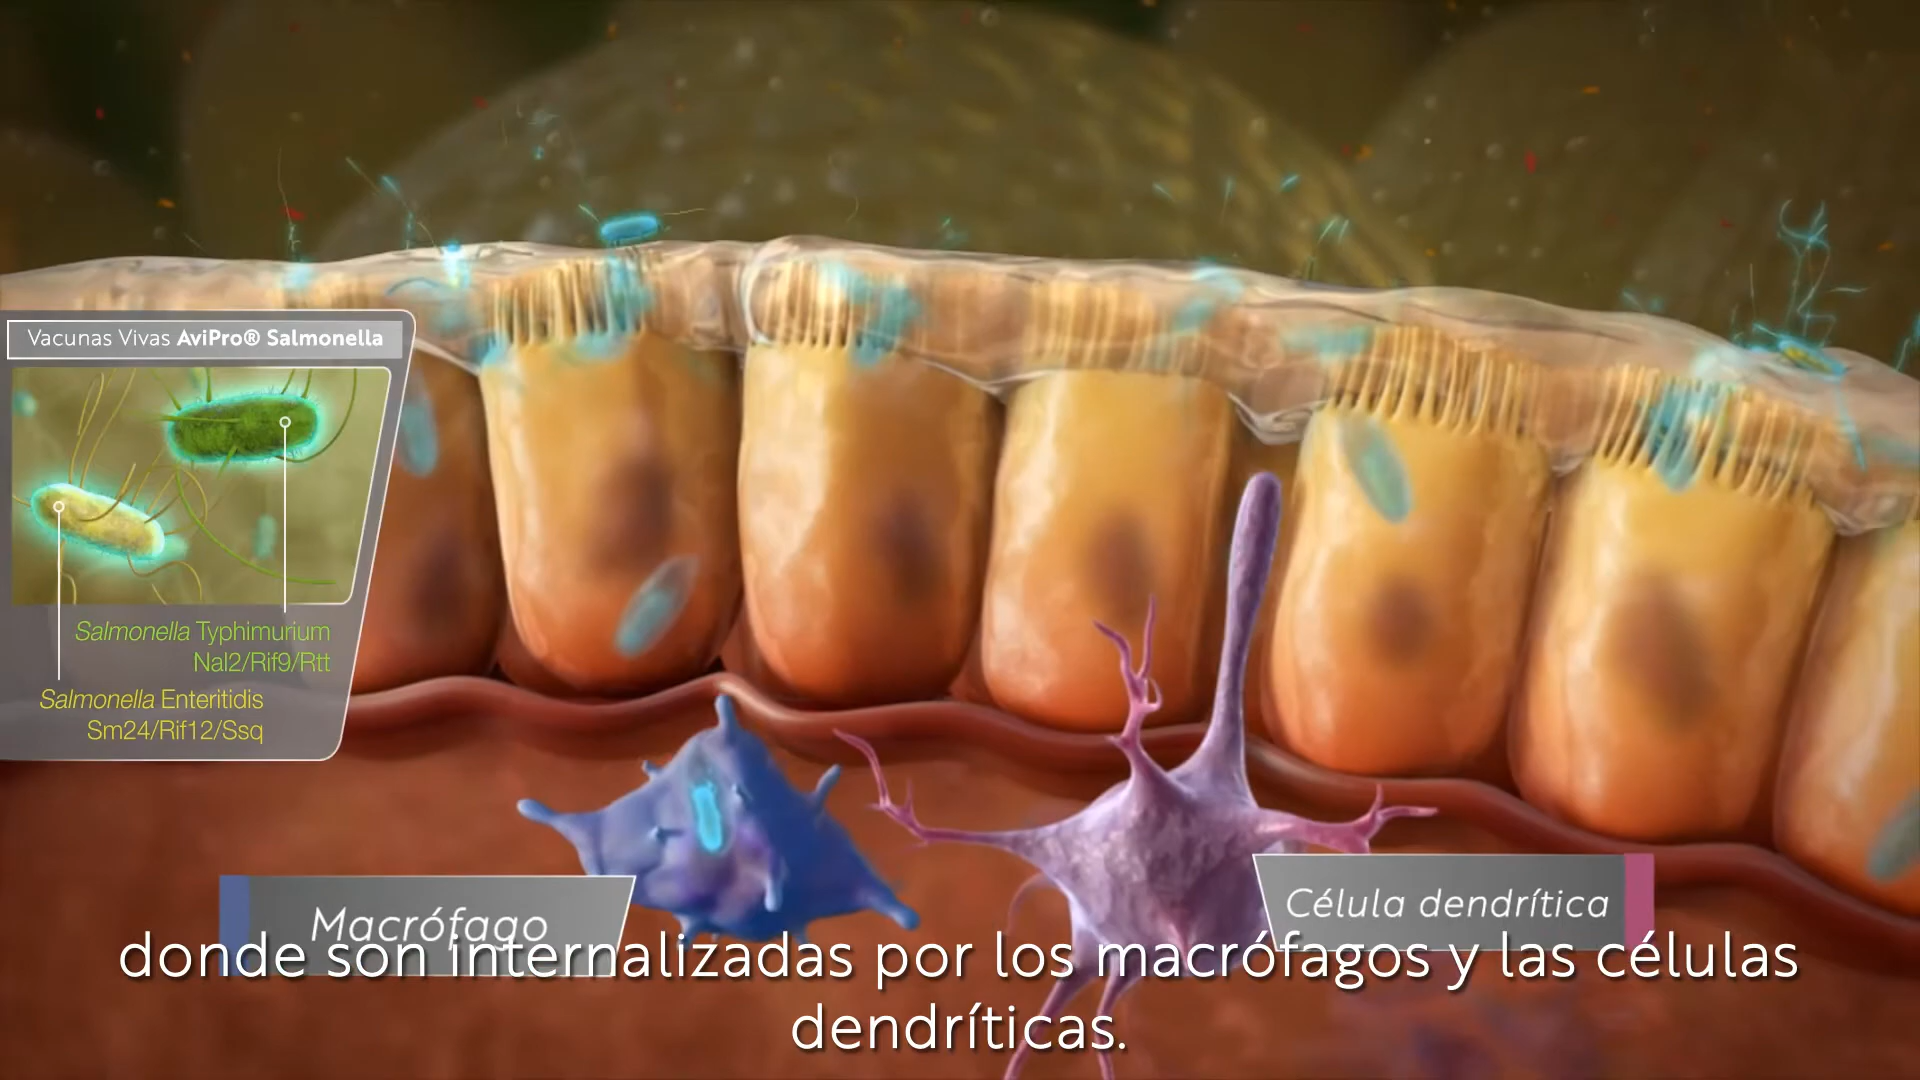 Vacunas Vivas AviPro® Salmonella
Salmonella Typhimurium
Nal2/Rif9/Rtt
Salmonella Enteritidis
Sm24/Rif12/Ssq
Macrófago
Célula dendrítica
donde son internalizadas por los macrófagos y las células
dendríticas.